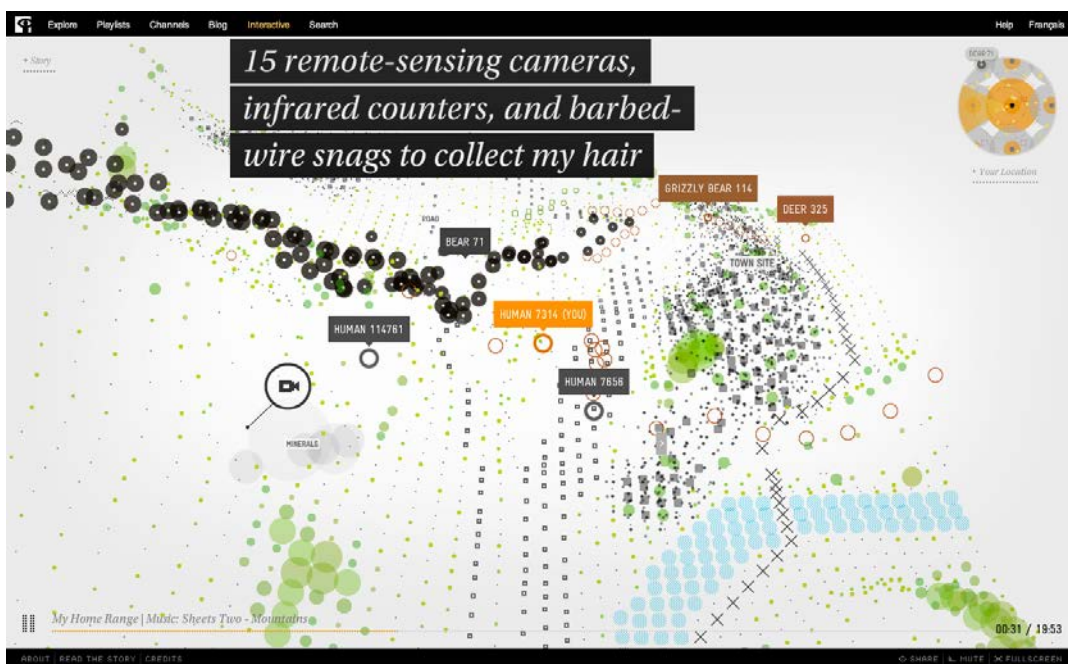 Explore Playlists Channels Blog Interactive Search Help Français
+ Story
15 remote-sensing cameras,
infrared counters, and barbed-
wire snags to collect my hair
BEAR 71
• Your Location
GRIZZLY BEAR 114
DEER 325
ROAD
BEAR 71
TOWN SITE
HUMAN 7314 (YOU)
HUMAN 114761
HUMAN 7658
MINERALS
My Home Range | Music: Sheets Two - Mountains
00:31 / 19:53
ABOUT | READ THE STORY | CREDITS
SHARE | MUTE | FULLSCREEN